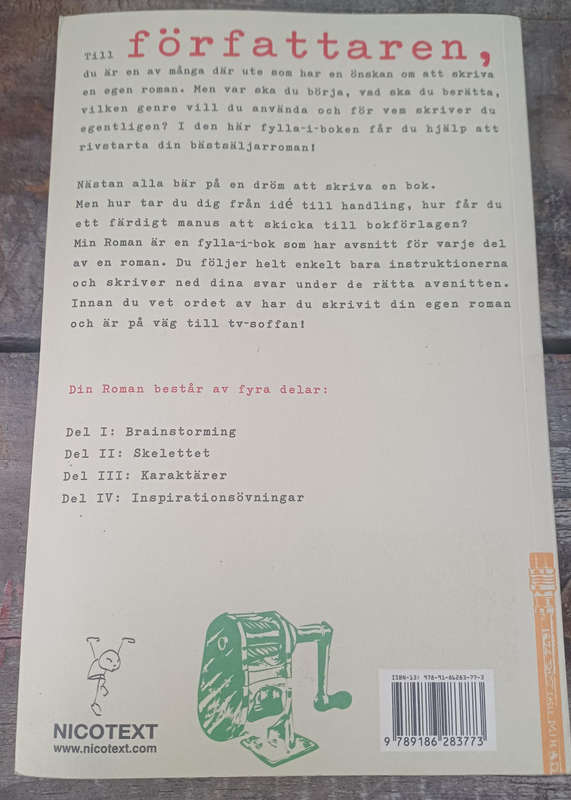 Till författaren,
du är en av många där ute som har en önskan om att skriva
en egen roman. Men var ska du börja, vad ska du berätta,
vilken genre vill du använda och för vem skriver du
egentligen? I den här fylla-i-boken får du hjälp att
rivstarta din bästsäljarroman!
Nästan alla bär på en dröm att skriva en bok.
Men hur tar du dig från idé till handling, hur får du
ett färdigt manus att skicka till bokförlagen?
Min Roman är en fylla-i-bok som har avsnitt för varje del
av en roman. Du följer helt enkelt bara instruktionerna
och skriver ned dina svar under de rätta avsnitten.
Innan du vet ordet av har du skrivit din egen roman
och är på väg till tv-soffan!
Din Roman består av fyra delar:
Del I: Brainstorming
Del II: Skelettet
Del III: Karaktärer
Del IV: Inspirationsövningar
NICOTEXT
www.nicotext.com
9 789186 283773